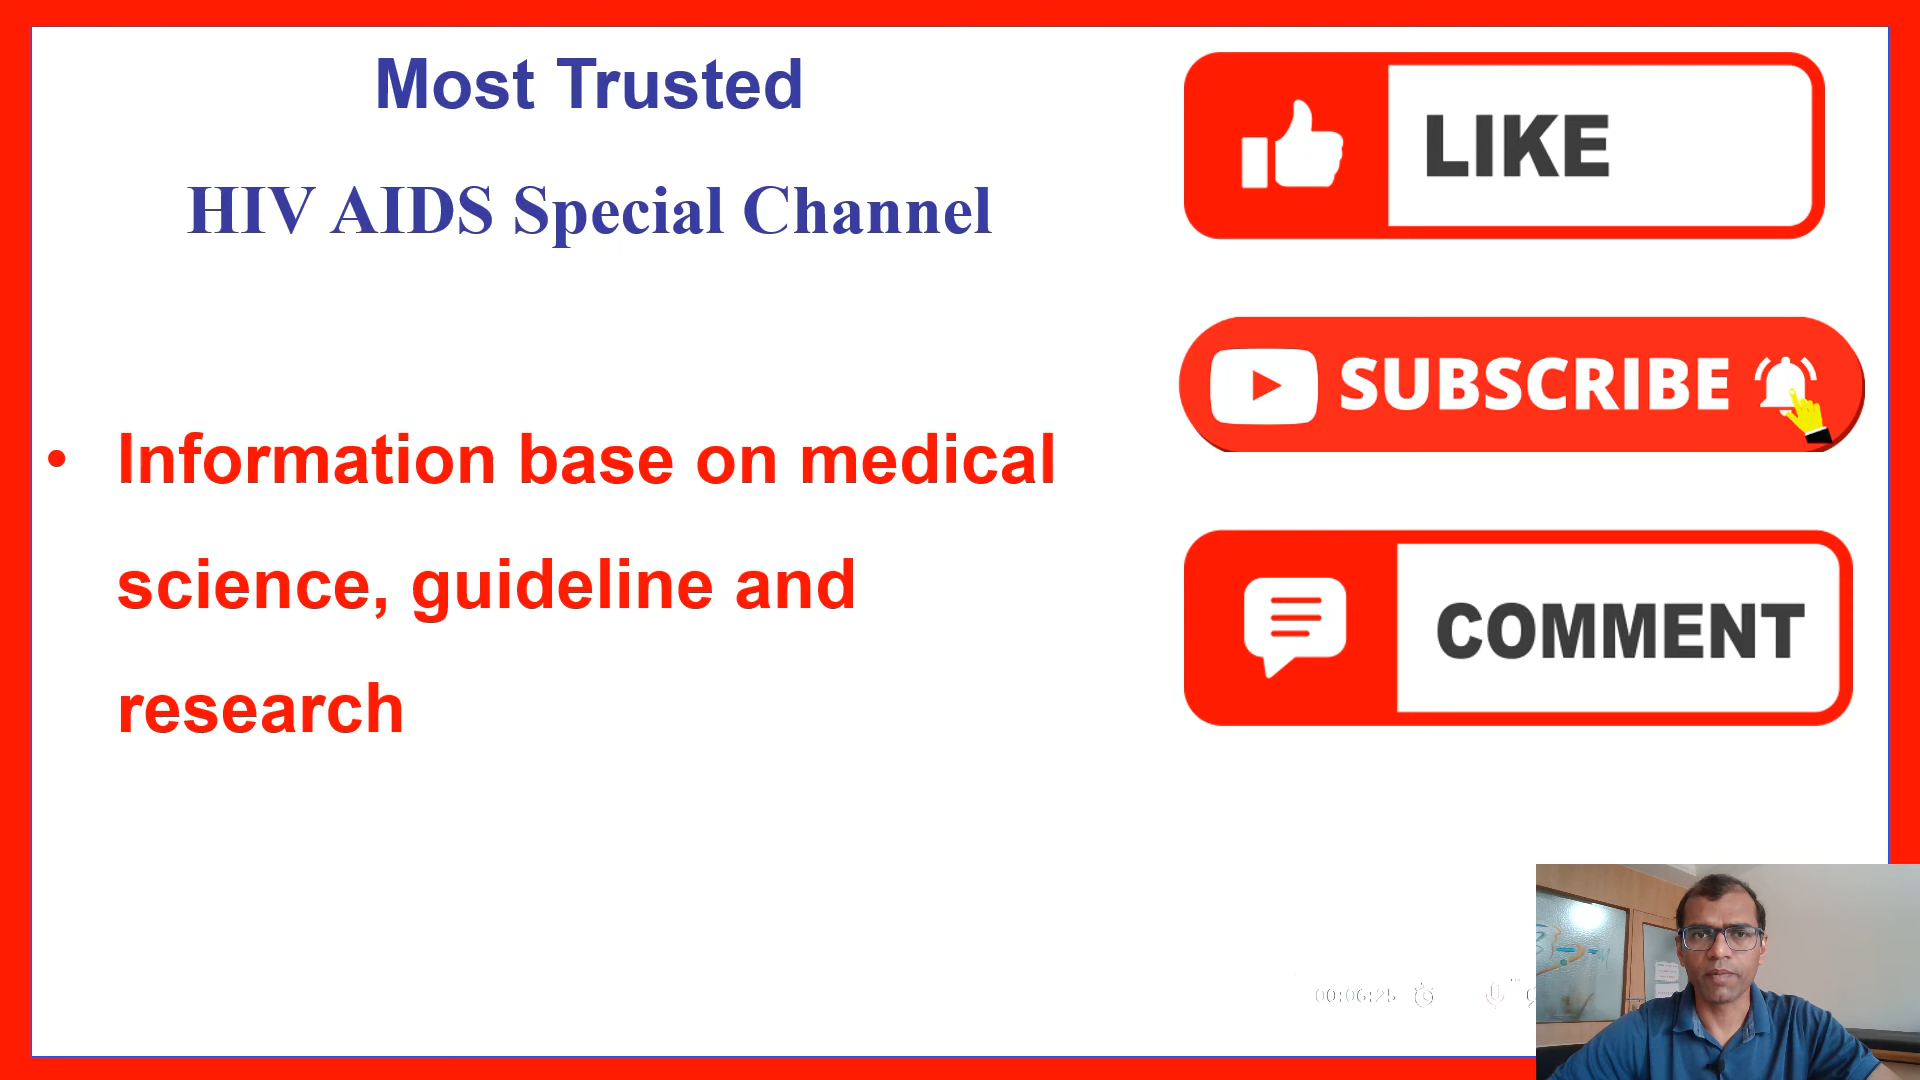 Most Trusted
HIV AIDS Special Channel
• Information base on medical
science, guideline and
research
LIKE
SUBSCRIBE
COMMENT
00:06:25